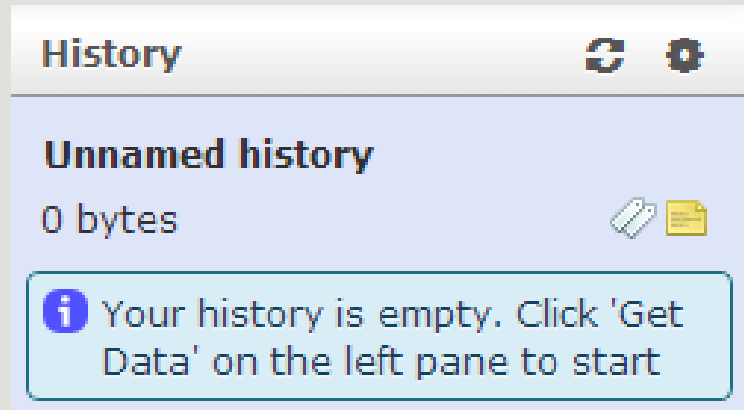 History
Unnamed history
0 bytes
Your history is empty. Click 'Get
Data' on the left pane to start